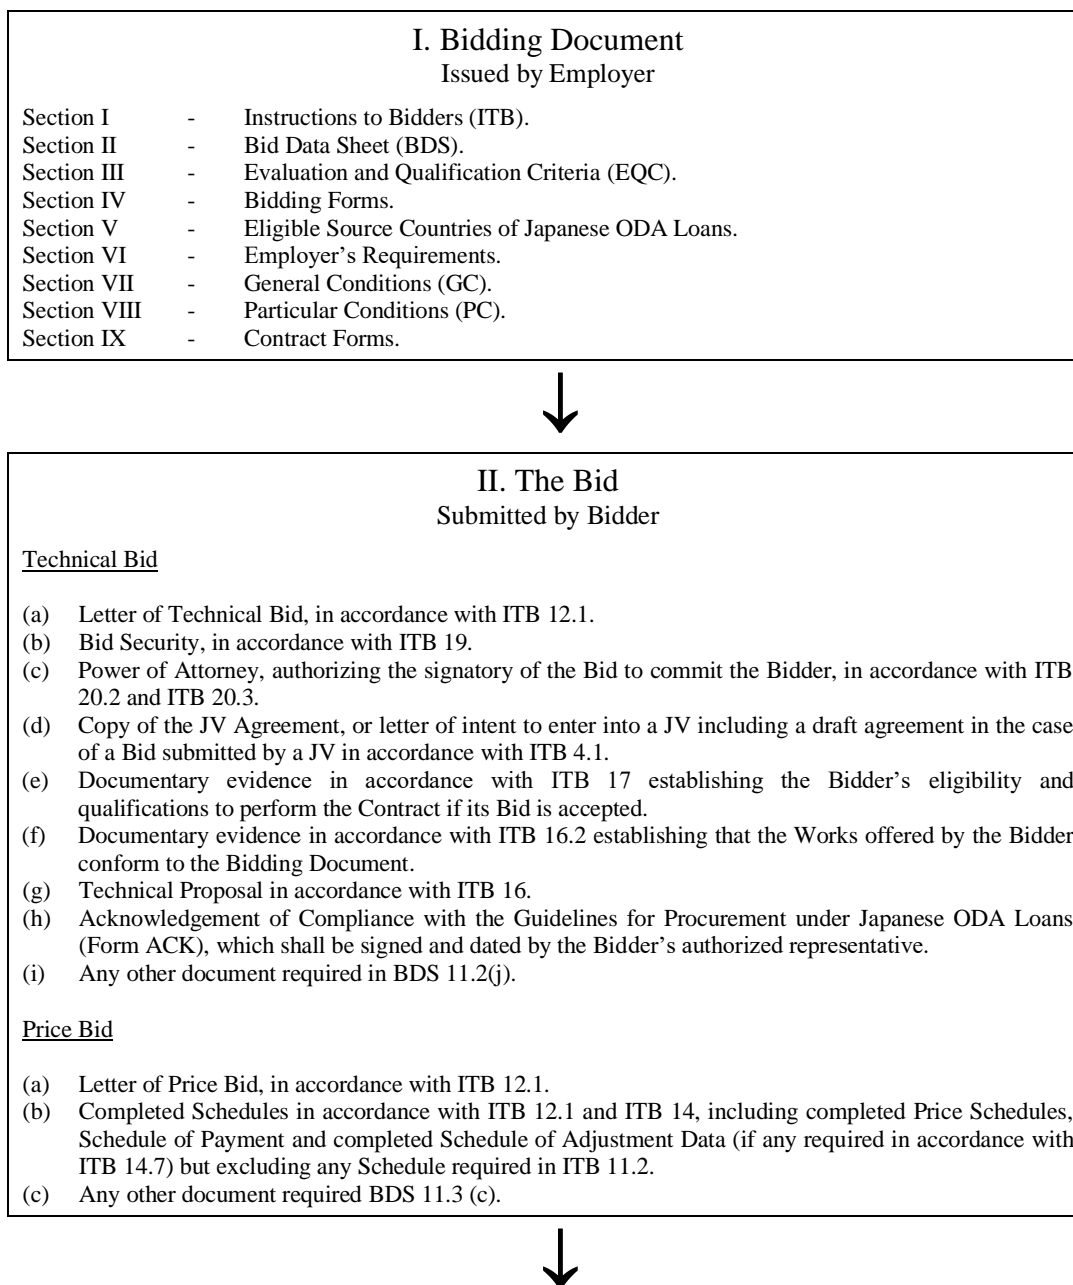 I. Bidding Document
Issued by Employer
Section I - Instructions to Bidders (ITB).
Section II - Bid Data Sheet (BDS).
Section III - Evaluation and Qualification Criteria (EQC).
Section IV - Bidding Forms.
Section V - Eligible Source Countries of Japanese ODA Loans.
Section VI - Employer’s Requirements.
Section VII - General Conditions (GC).
Section VIII - Particular Conditions (PC).
Section IX - Contract Forms.
↓
II. The Bid
Submitted by Bidder
Technical Bid
(a) Letter of Technical Bid, in accordance with ITB 12.1.
(b) Bid Security, in accordance with ITB 19.
(c) Power of Attorney, authorizing the signatory of the Bid to commit the Bidder, in accordance with ITB
20.2 and ITB 20.3.
(d) Copy of the JV Agreement, or letter of intent to enter into a JV including a draft agreement in the case
of a Bid submitted by a JV in accordance with ITB 4.1.
(e) Documentary evidence in accordance with ITB 17 establishing the Bidder’s eligibility and
qualifications to perform the Contract if its Bid is accepted.
(f) Documentary evidence in accordance with ITB 16.2 establishing that the Works offered by the Bidder
conform to the Bidding Document.
(g) Technical Proposal in accordance with ITB 16.
(h) Acknowledgement of Compliance with the Guidelines for Procurement under Japanese ODA Loans
(Form ACK), which shall be signed and dated by the Bidder’s authorized representative.
(i) Any other document required in BDS 11.2(j).
Price Bid
(a) Letter of Price Bid, in accordance with ITB 12.1.
(b) Completed Schedules in accordance with ITB 12.1 and ITB 14, including completed Price Schedules,
Schedule of Payment and completed Schedule of Adjustment Data (if any required in accordance with
ITB 14.7) but excluding any Schedule required in ITB 11.2.
(c) Any other document required BDS 11.3 (c).
↓